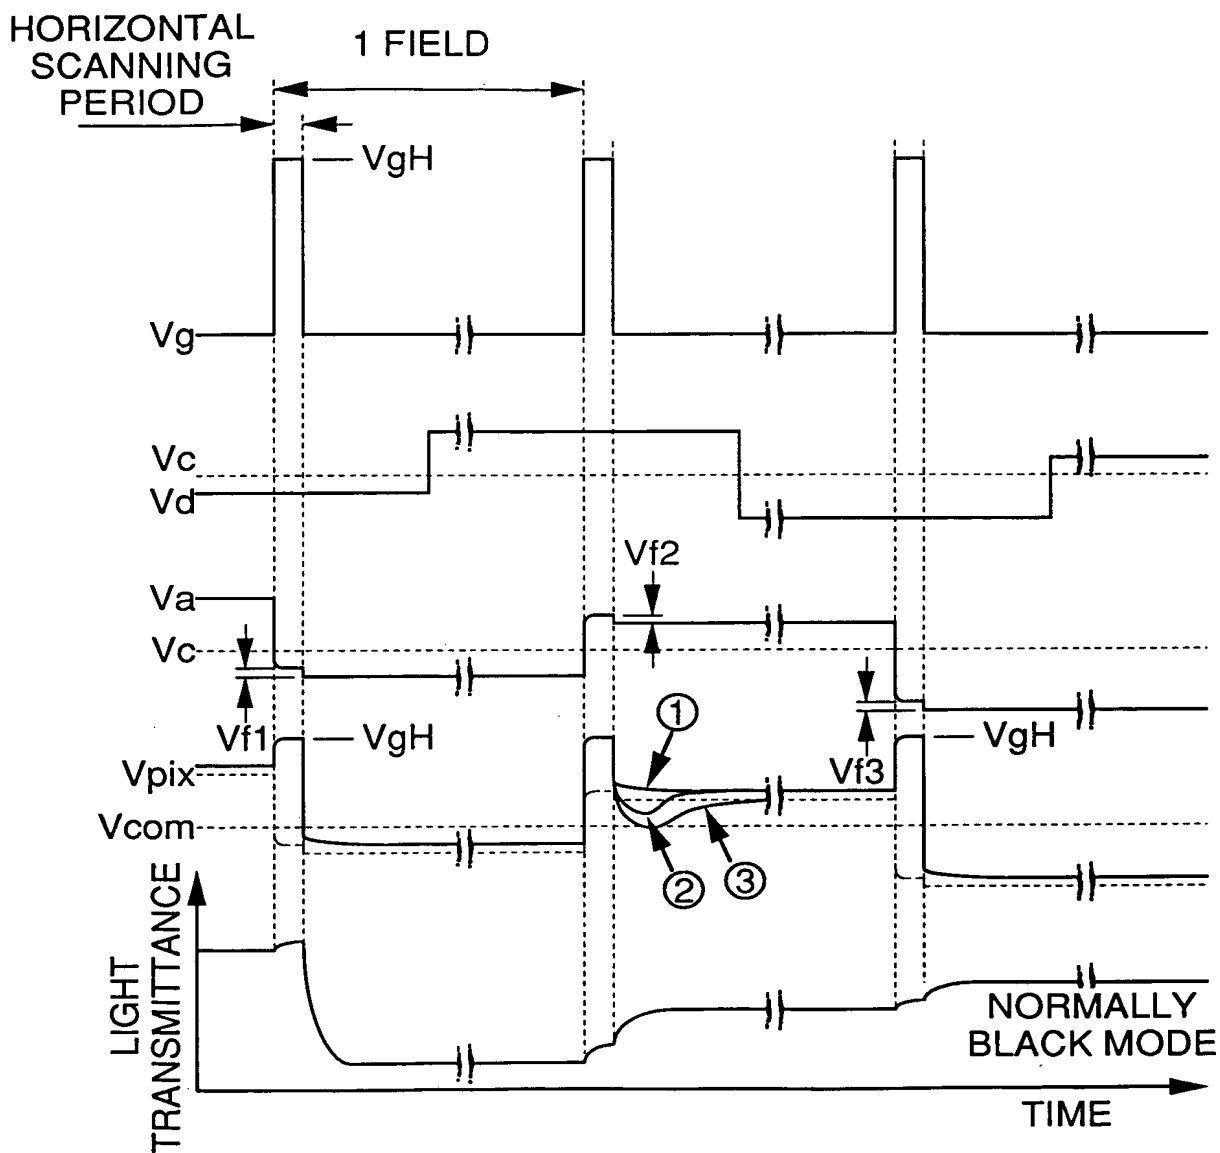 HORIZONTAL
SCANNING
PERIOD
1 FIELD
VgH
Vg
Vc
Vd
Vf2
Va
Vc
Vf1
VgH
①
Vf3
VgH
Vpix
Vcom
②
③
LIGHT
TRANSMITTANCE
NORMALLY
BLACK MODE
TIME